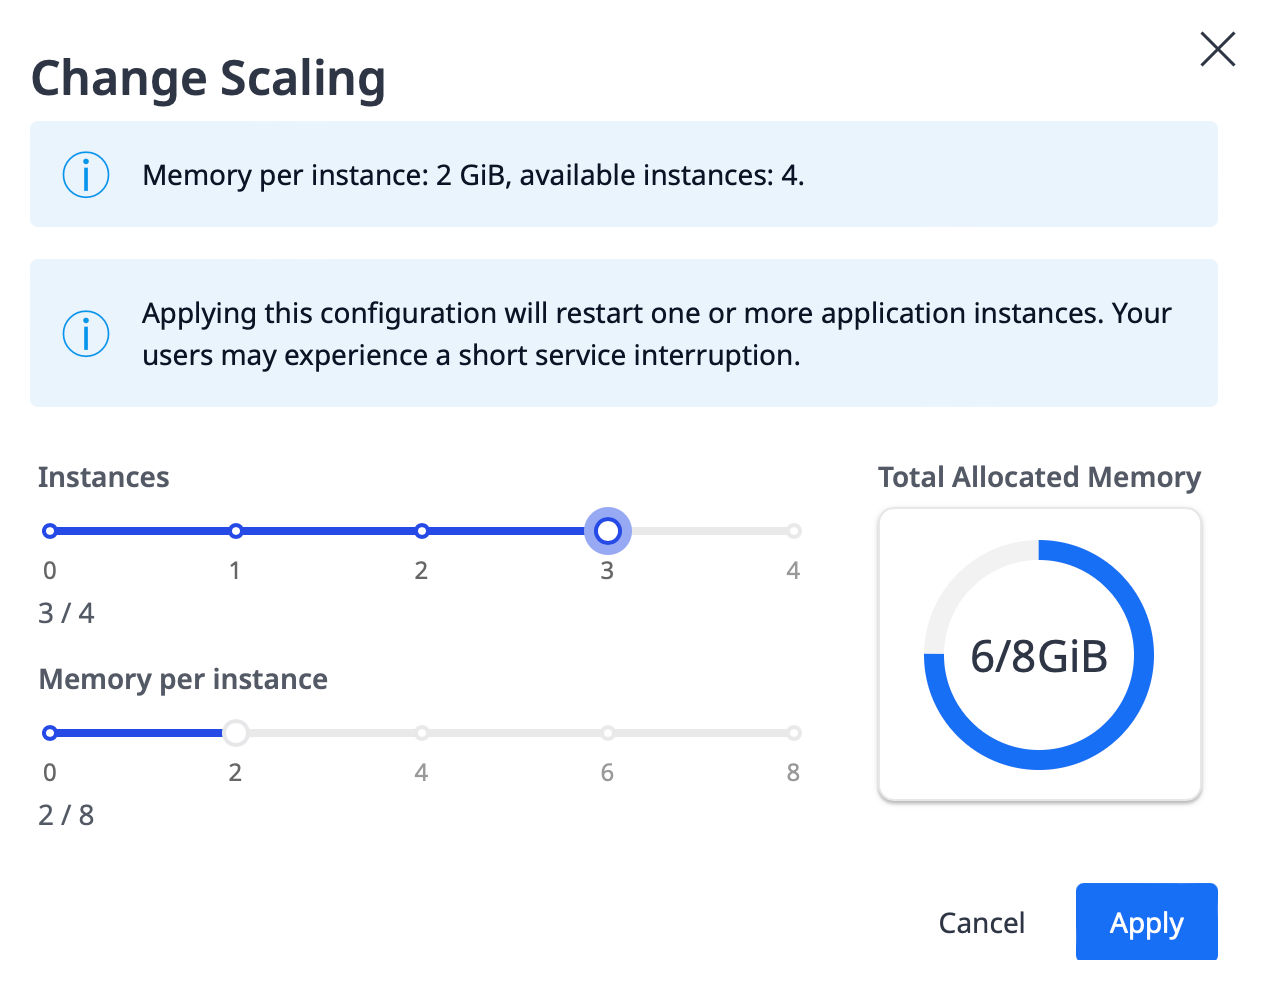 Change Scaling
Memory per instance: 2 GiB, available instances: 4.
Applying this configuration will restart one or more application instances. Your
users may experience a short service interruption.
Instances
0 1 2 3 4
3 / 4
Memory per instance
0 2 4 6 8
2 / 8
Total Allocated Memory
6/8GiB
Cancel
Apply